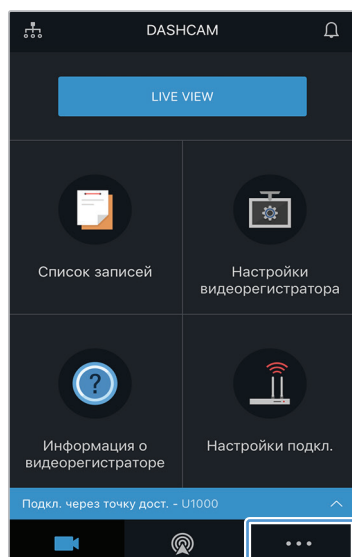 DASHCAM
LIVE VIEW
Список записей
Настройки
видеорегистратора
Информация о
видеорегистраторе
Настройки подкл.
Подкл. через точку дост. - U1000